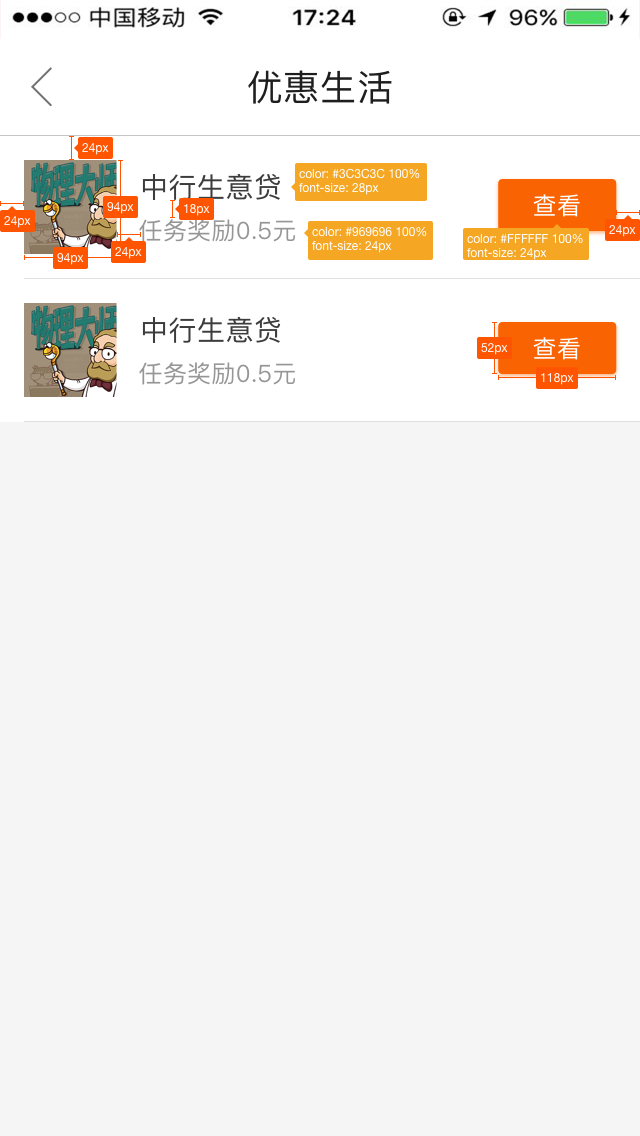 中国移动
17:24
96%
优惠生活
24px
物理大师
中行生意贷
color: #3C3C3C 100%
font-size: 28px
查看
24px
94px
18px
24px
任务奖励0.5元
color: #969696 100%
font-size: 24px
color: #FFFFFF 100%
font-size: 24px
24px
94px
物理大师
中行生意贷
52px
查看
任务奖励0.5元
118px